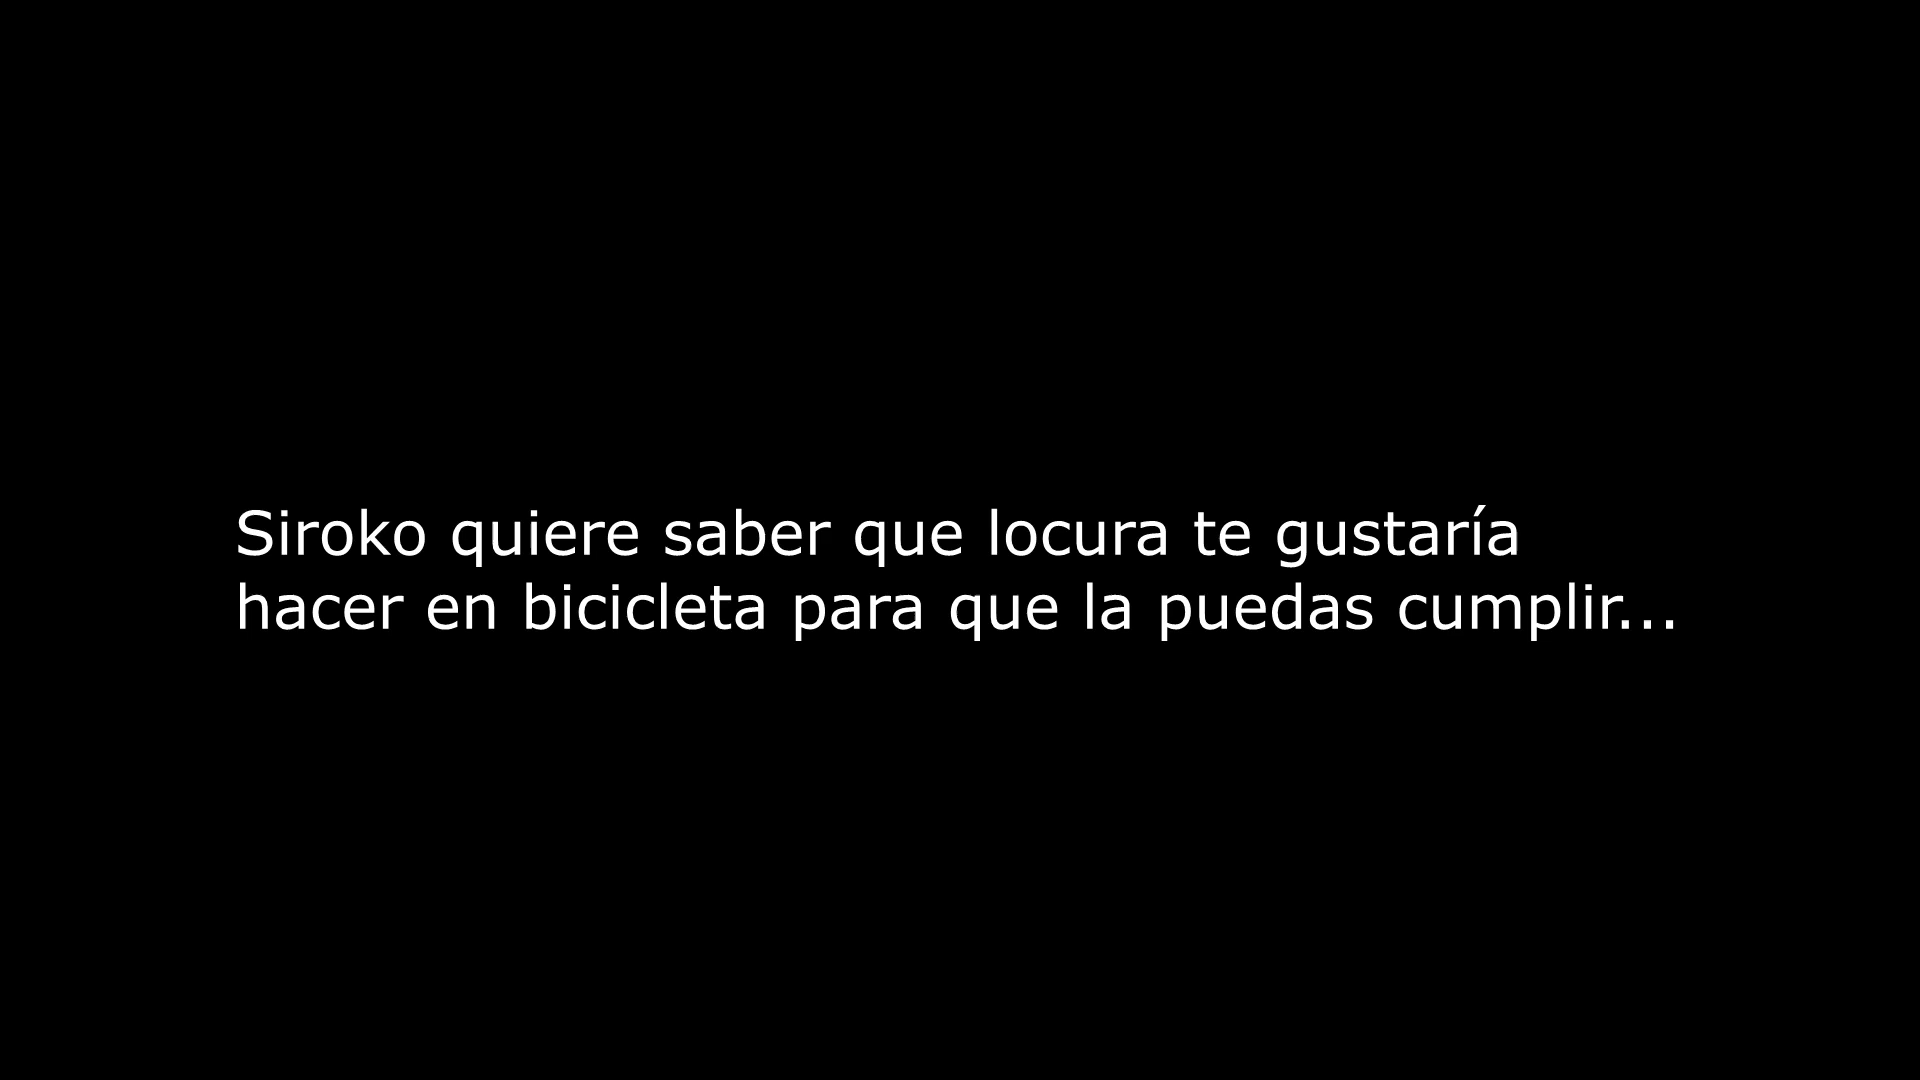 Siroko quiere saber que locura te gustaría
hacer en bicicleta para que la puedas cumplir...